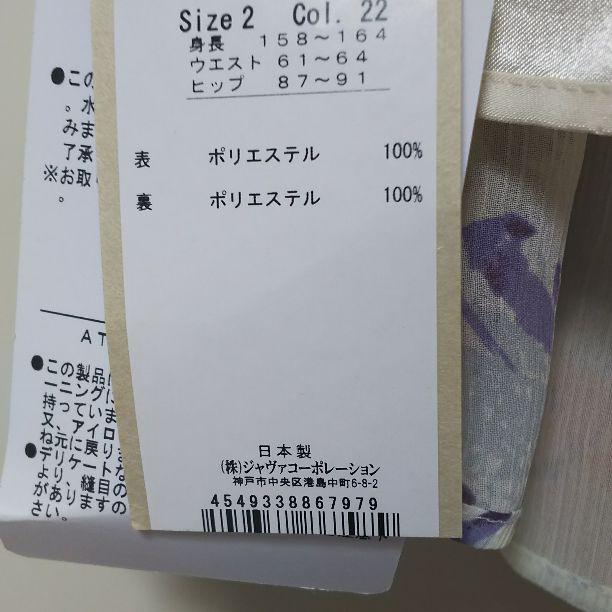 Size 2 Col. 22
身長 158～164
ウエスト 61～64
ヒップ 87～91
表 ポリエステル 100%
裏 ポリエステル 100%
日本製
(株)ジャヴァコーポレーション
神戸市中央区港島中町6-8-2
4549338867979
●この
。水
みま
了承
※お取
。
AT
●この製品
ーニングに
持っていま
又、アイロ
ね元に戻りま
●デリケートな
より、縫目の
がありますの
さい。